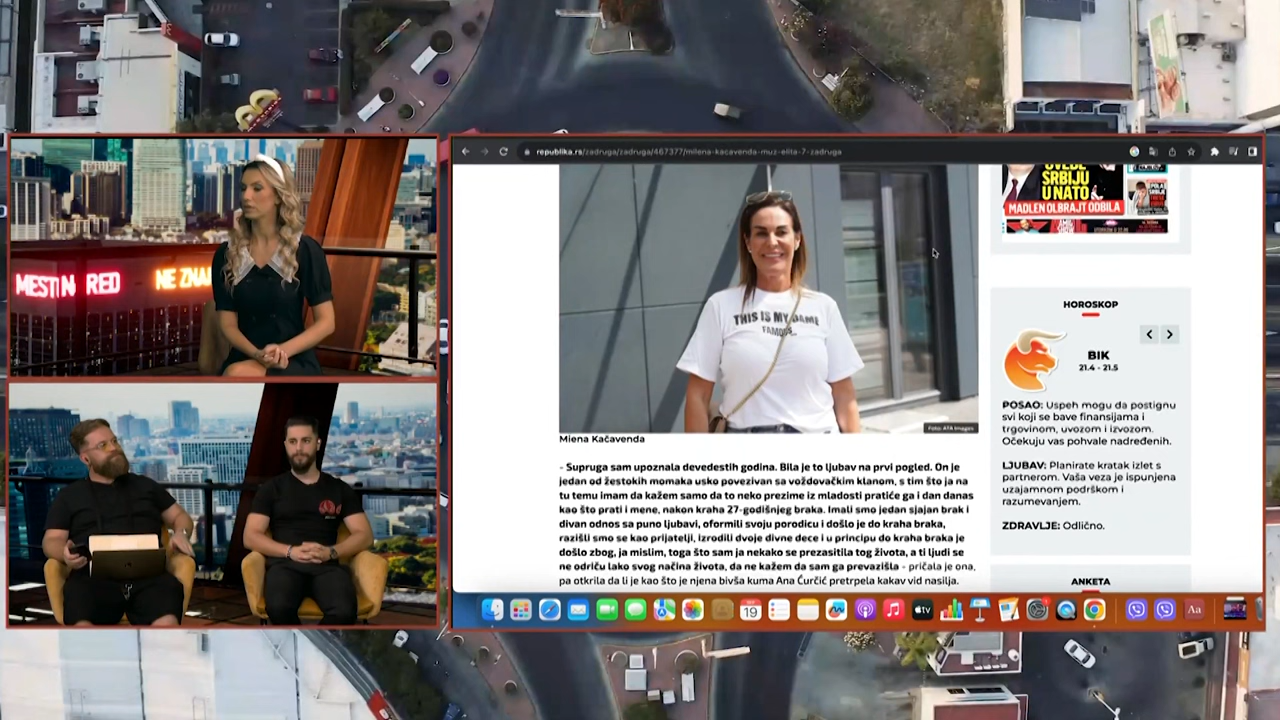 MESTIN RED
NE ZNA
republika.rs/zadruga/zadruga/467377/milena-kacavenda-muz-elita-7-zadruga
THIS IS MY GAME
FAMOUS...
Foto: ATA Images
Miena Kačavenda
- Supruga sam upoznala devedestih godina. Bila je to ljubav na prvi pogled. On je
jedan od žestokih momaka usko povezivan sa voždovačkim klanom, s tim što ja na
tu temu imam da kažem samo da to neko prezime iz mladosti pratiće ga i dan danas
kao što prati i mene, nakon kraha 27-godišnjeg braka. Imali smo jedan sjajan brak i
divan odnos sa puno ljubavi, oformili svoju porodicu i došlo je do kraha braka,
razišli smo se kao prijatelji, izrodili dvoje divne dece i u principu do kraha braka je
došlo zbog, ja mislim, toga što sam ja nekako se prezasitila tog života, a ti ljudi se
ne odriču lako svog načina života, da ne kažem da sam ga prevazišla - pričala je ona,
pa otkrila da li je kao što je njena bivša kuma Ana Ćurčić pretrpela kakav vid nasilja.
UVEDE
SRBIJU
U NATO
MADLEN OLBRAJT ODBILA
HOROSKOP
BIK
21.4 - 21.5
POSAO: Uspeh mogu da postignu
svi koji se bave finansijama i
trgovinom, uvozom i izvozom.
Očekuju vas pohvale nadređenih.
LJUBAV: Planirate kratak izlet s
partnerom. Vaša veza je ispunjena
uzajamnom podrškom i
razumevanjem.
ZDRAVLJE: Odlično.
ANKETA
19
tv
Aa